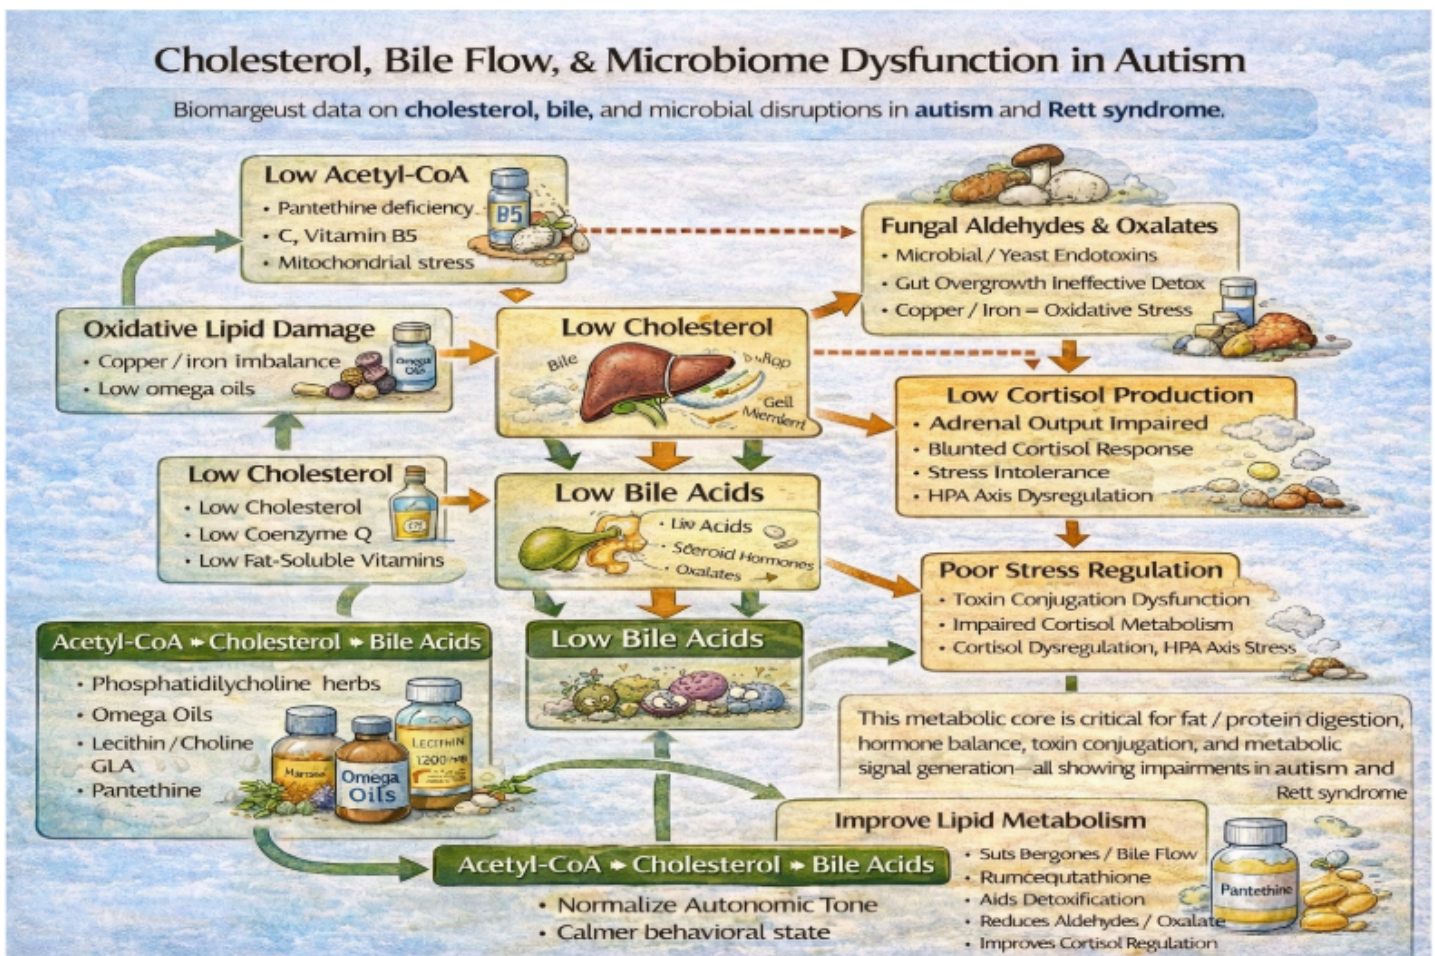 Cholesterol, Bile Flow, & Microbiome Dysfunction in Autism
Biomargeust data on cholesterol, bile, and microbial disruptions in autism and Rett syndrome.
Low Acetyl-CoA
• Pantethine deficiency
• C, Vitamin B5
• Mitochondrial stress
B5
Fungal Aldehydes & Oxalates
• Microbial / Yeast Endotoxins
• Gut Overgrowth Ineffective Detox
• Copper / Iron = Oxidative Stress
Oxidative Lipid Damage
• Copper / iron imbalance
• Low omega oils
Omega
Oils
Low Cholesterol
Bile
Low Cortisol Production
• Adrenal Output Impaired
• Blunted Cortisol Response
• Stress Intolerance
• HPA Axis Dysregulation
Low Cholesterol
• Low Cholesterol
• Low Coenzyme Q
• Low Fat-Soluble Vitamins
Low Bile Acids
• Liv Acids
• Sceroid Hormones
• Oxalates
Poor Stress Regulation
• Toxin Conjugation Dysfunction
• Impaired Cortisol Metabolism
• Cortisol Dysregulation, HPA Axis Stress
Acetyl-CoA ➧ Cholesterol ➧ Bile Acids
• Phosphatidilycholine herbs
• Omega Oils
• Lecithin / Choline
GLA
• Pantethine
Omega
Oils
LECITHIN
1200
Low Bile Acids
This metabolic core is critical for fat / protein digestion,
hormone balance, toxin conjugation, and metabolic
signal generation—all showing impairments in autism and
Rett syndrome
Improve Lipid Metabolism
• Suts Bergones / Bile Flow
• Rumcequtathione
• Aids Detoxification
• Reduces Aldehydes / Oxalate
• Improves Cortisol Regulation
Pantethine
Acetyl-CoA ➧ Cholesterol ➧ Bile Acids
• Normalize Autonomic Tone
• Calmer behavioral state